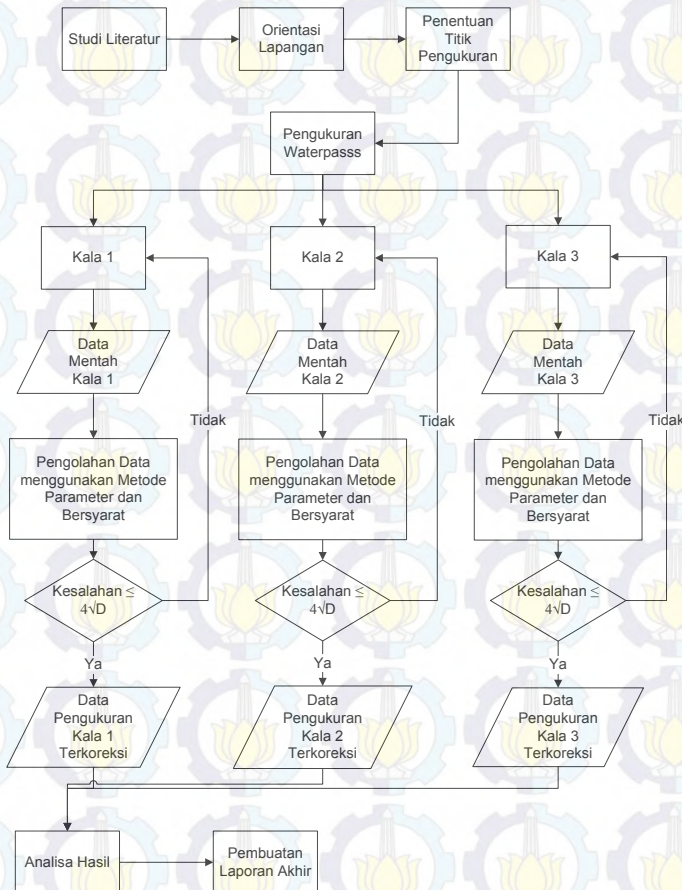 Studi Literatur
Orientasi
Lapangan
Penentuan
Titik
Pengukuran
Pengukuran
Waterpasss
Kala 1
Kala 2
Kala 3
Data
Mentah
Kala 1
Data
Mentah
Kala 2
Data
Mentah
Kala 3
Tidak
Tidak
Tidak
Pengolahan Data
menggunakan Metode
Parameter dan
Bersyarat
Pengolahan Data
menggunakan Metode
Parameter dan
Bersyarat
Pengolahan Data
menggunakan Metode
Parameter dan
Bersyarat
Kesalahan ≤
4√D
Kesalahan ≤
4√D
Kesalahan ≤
4√D
Ya
Ya
Ya
Data
Pengukuran
Kala 1
Terkoreksi
Data
Pengukuran
Kala 2
Terkoreksi
Data
Pengukuran
Kala 3
Terkoreksi
Analisa Hasil
Pembuatan
Laporan Akhir